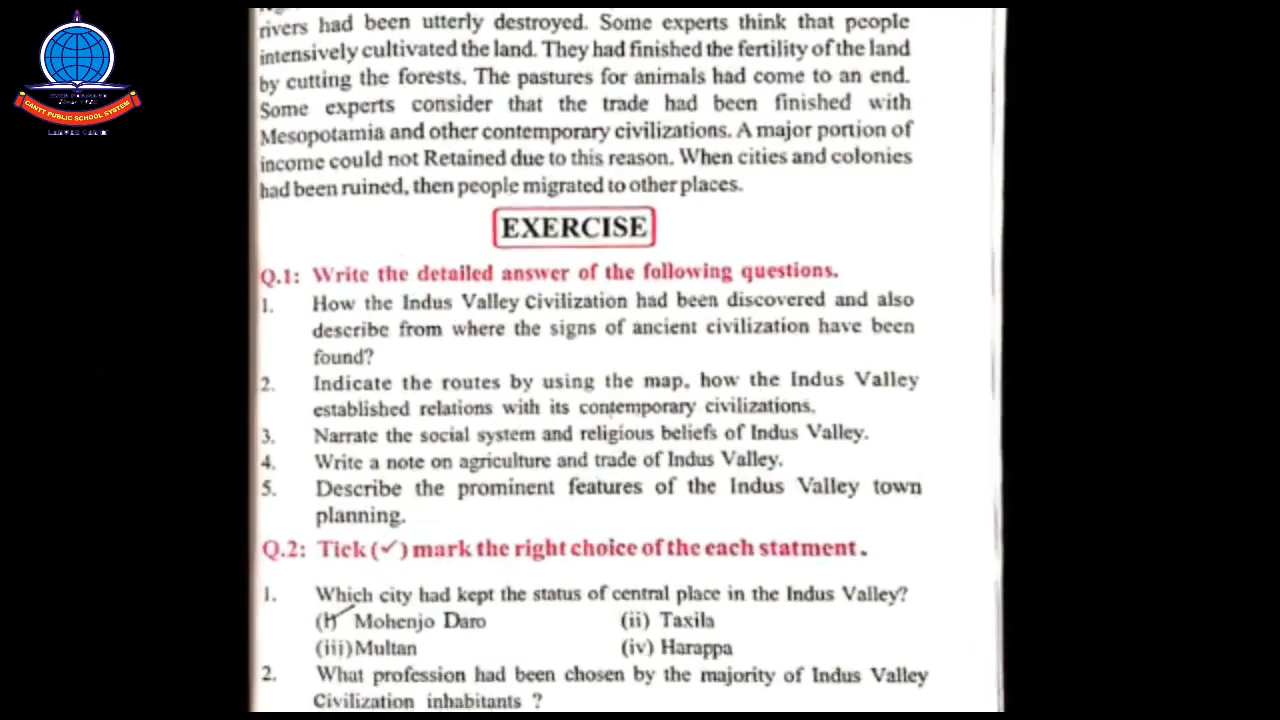 CANTT PUBLIC SCHOOL SYSTEM
rivers had been utterly destroyed. Some experts think that people
intensively cultivated the land. They had finished the fertility of the land
by cutting the forests. The pastures for animals had come to an end.
Some experts consider that the trade had been finished with
Mesopotamia and other contemporary civilizations. A major portion of
income could not Retained due to this reason. When cities and colonies
had been ruined, then people migrated to other places.
EXERCISE
Q.1: Write the detailed answer of the following questions.
1. How the Indus Valley Civilization had been discovered and also
describe from where the signs of ancient civilization have been
found?
2. Indicate the routes by using the map, how the Indus Valley
established relations with its contemporary civilizations.
3. Narrate the social system and religious beliefs of Indus Valley.
4. Write a note on agriculture and trade of Indus Valley.
5. Describe the prominent features of the Indus Valley town
planning.
Q.2: Tick (✓) mark the right choice of the each statment.
1. Which city had kept the status of central place in the Indus Valley?
(i) Mohenjo Daro (ii) Taxila
(iii) Multan (iv) Harappa
2. What profession had been chosen by the majority of Indus Valley
Civilization inhabitants ?